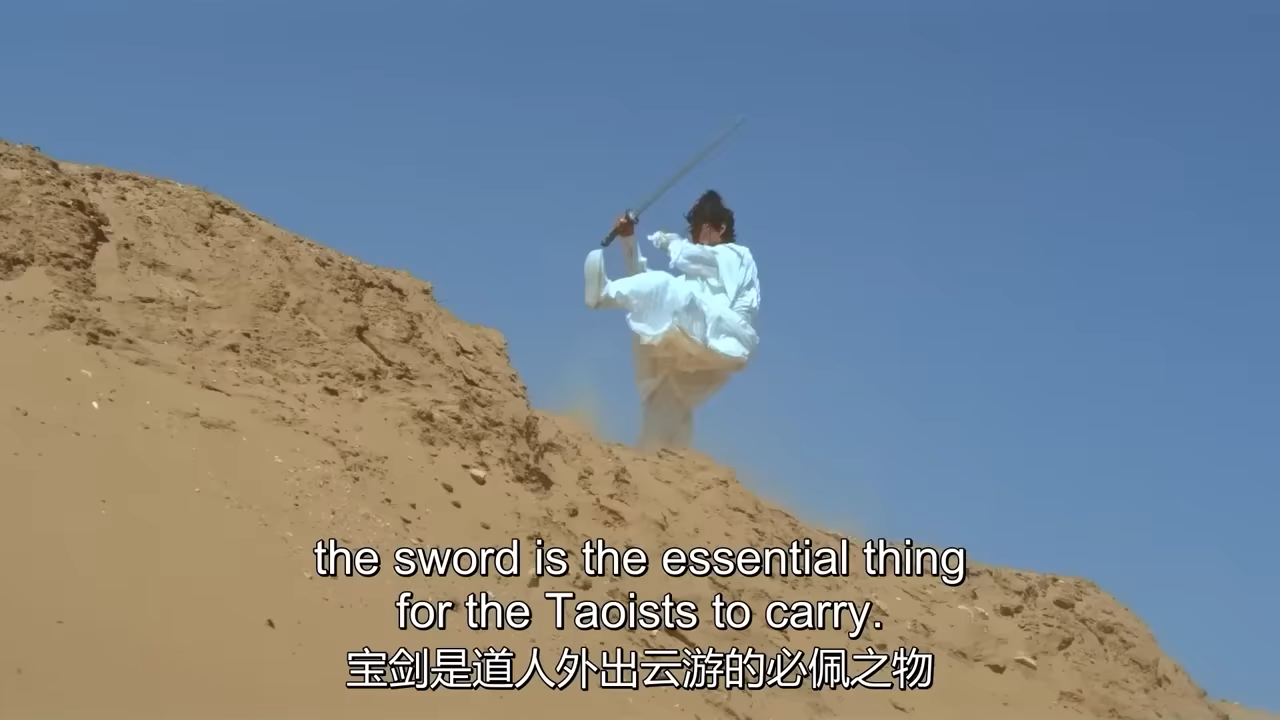 the sword is the essential thing
for the Taoists to carry.
宝剑是道人外出云游的必佩之物